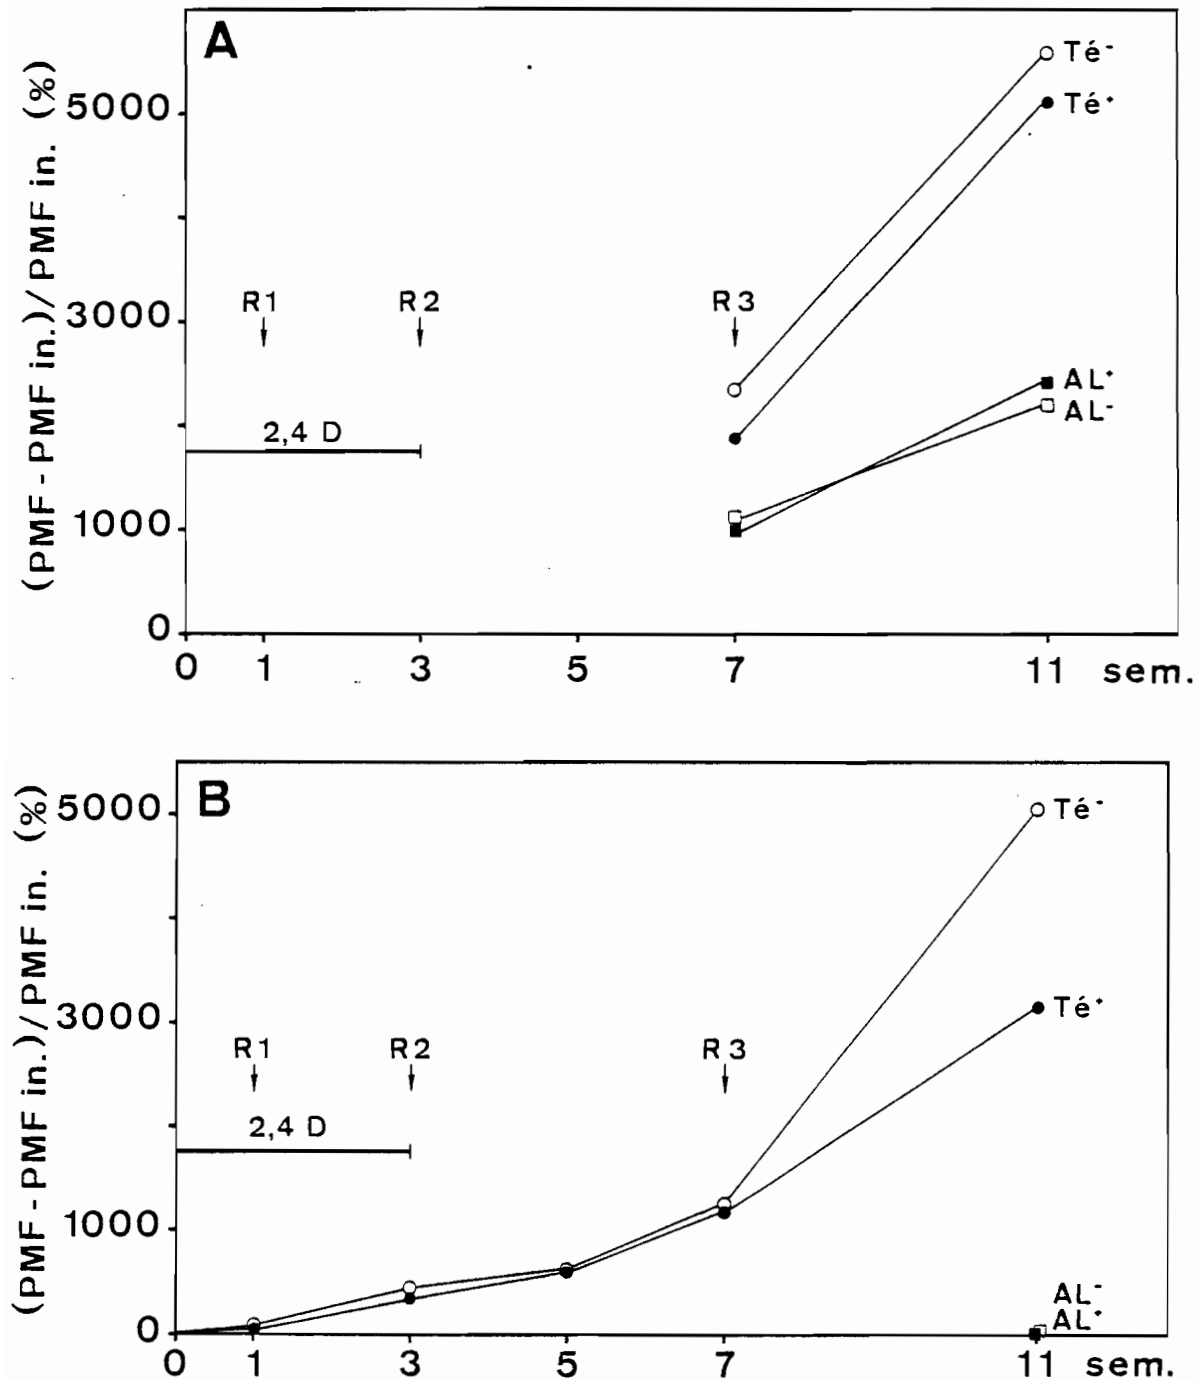 A
(PMF - PMF in.) / PMF in. (%)
5000
3000
1000
0
Té-
Té+
R1 R2 R3
AL+
AL-
2,4 D
0 1 3 5 7 11 sem.
B
(PMF - PMF in.) / PMF in. (%)
5000
3000
1000
0
Té-
Té+
R1 R2 R3
2,4 D
AL-
AL+
0 1 3 5 7 11 sem.